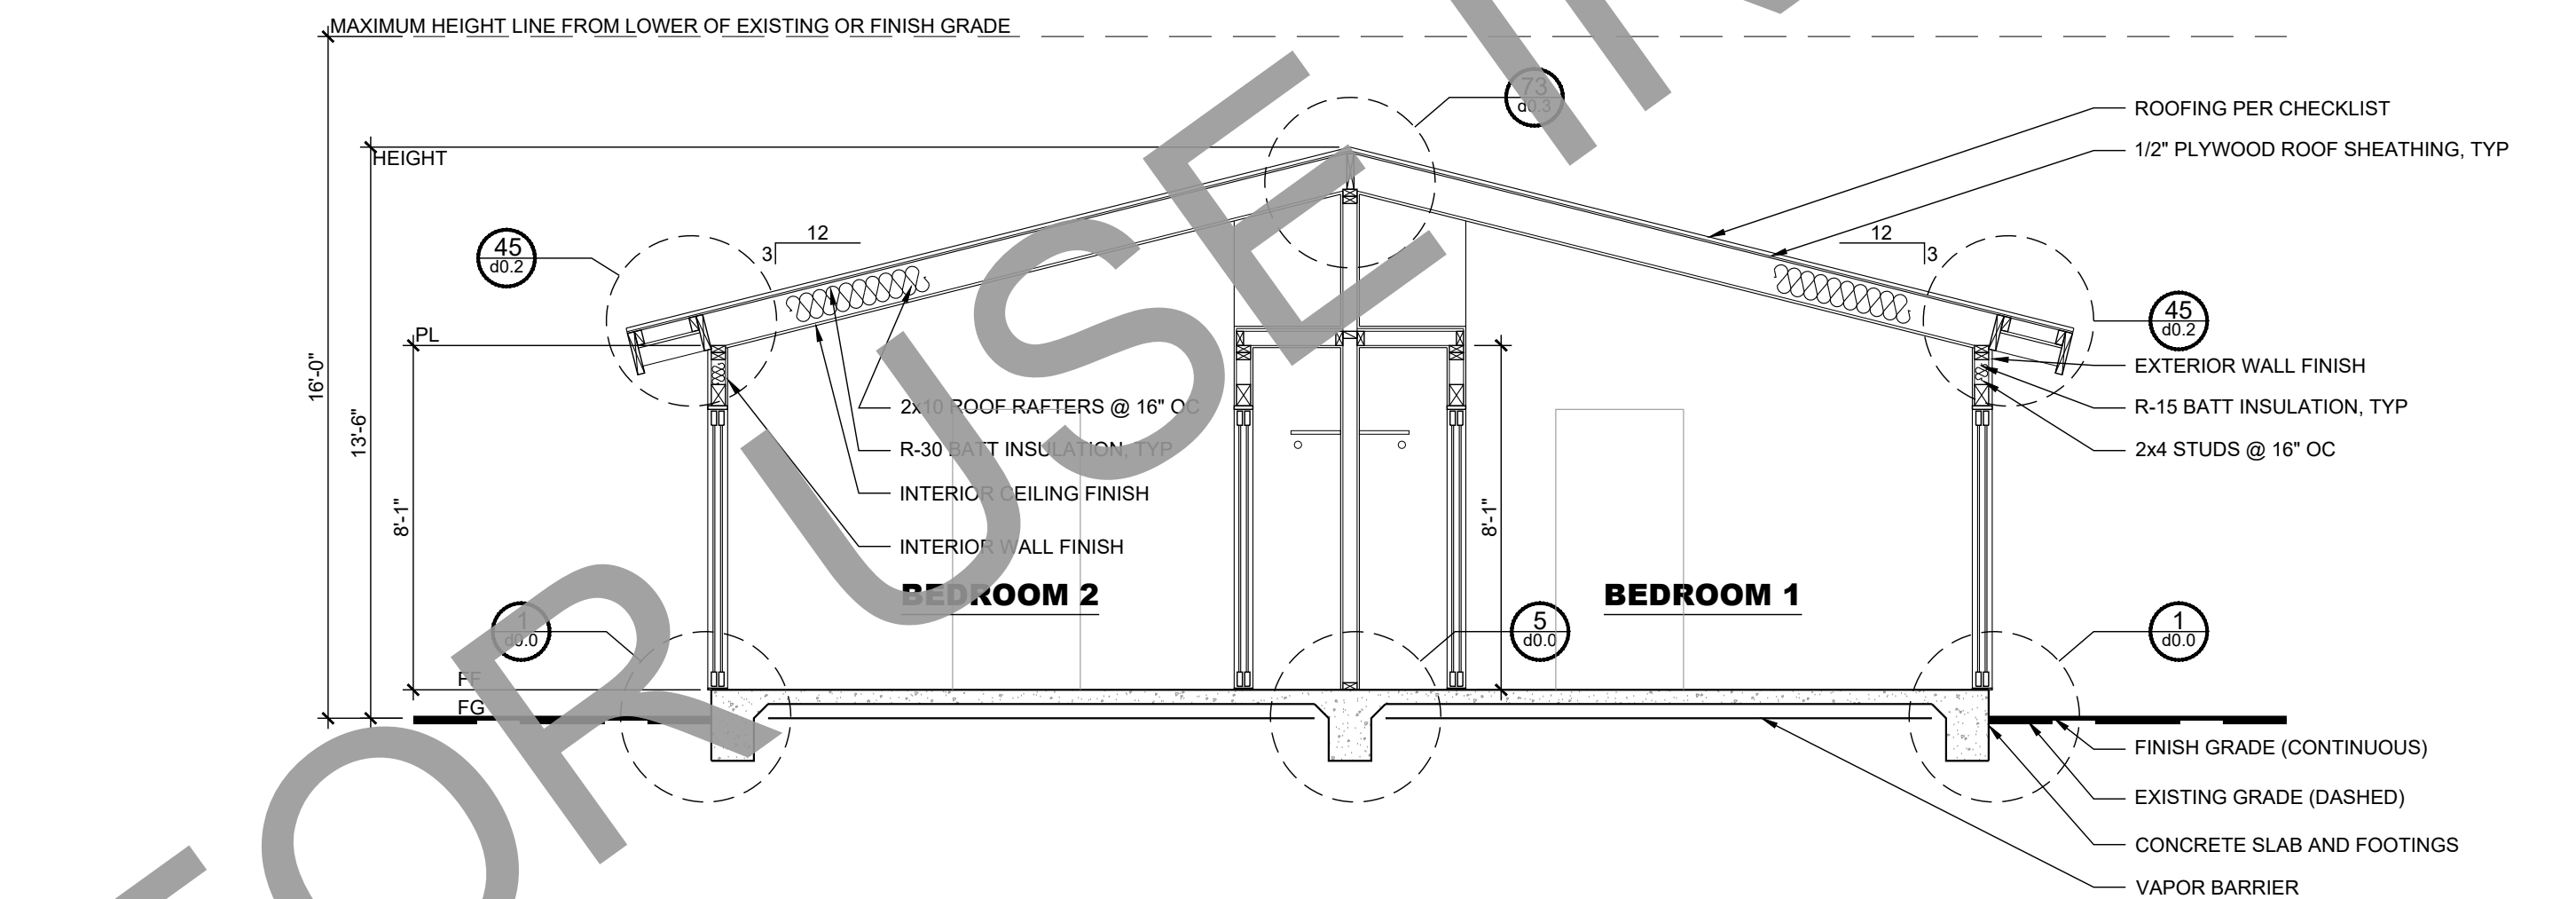 MAXIMUM HEIGHT LINE FROM LOWER OF EXISTING OR FINISH GRADE
73
d0.3
ROOFING PER CHECKLIST
1/2" PLYWOOD ROOF SHEATHING, TYP
HEIGHT
45
d0.2
12
3
12
3
45
d0.2
PL
EXTERIOR WALL FINISH
R-15 BATT INSULATION, TYP
2x4 STUDS @ 16" OC
16'-0"
13'-6"
8'-1"
2x10 ROOF RAFTERS @ 16" OC
R-30 BATT INSULATION, TYP
INTERIOR CEILING FINISH
INTERIOR WALL FINISH
8'-1"
BEDROOM 2
BEDROOM 1
1
d0.0
5
d0.0
1
d0.0
FF
FG
FINISH GRADE (CONTINUOUS)
EXISTING GRADE (DASHED)
CONCRETE SLAB AND FOOTINGS
VAPOR BARRIER
FOR USE IN